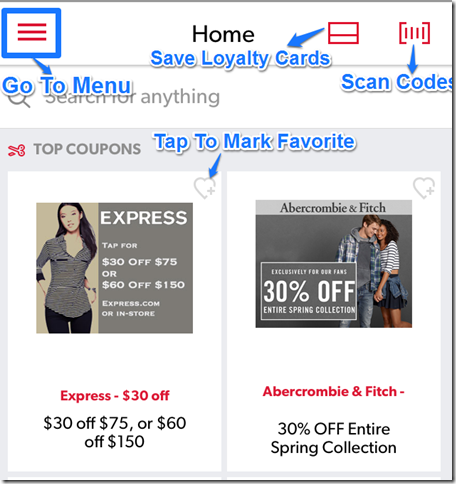 Home
Save Loyalty Cards
Go To Menu
Scan Codes
Search for anything
TOP COUPONS
Tap To Mark Favorite
EXPRESS
TAP FOR
$30 OFF $75
OR
$60 OFF $150
EXPRESS.COM
OR IN-STORE
Express - $30 off
$30 off $75, or $60
off $150
Abercrombie & Fitch
EXCLUSIVELY FOR OUR FANS
30% OFF
ENTIRE SPRING COLLECTION
Abercrombie & Fitch -
30% OFF Entire
Spring Collection